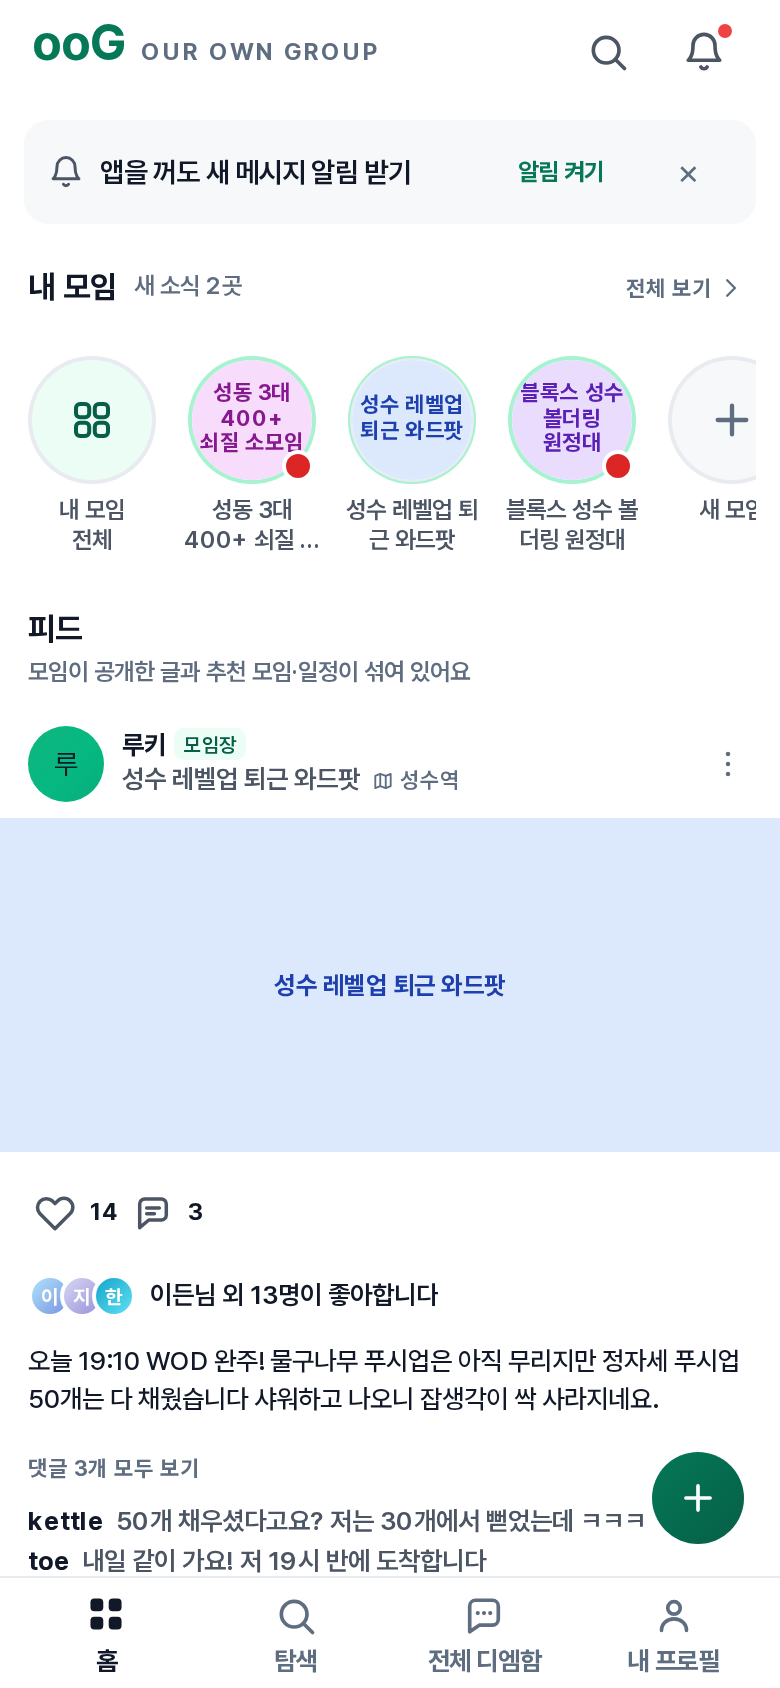 ooG OUR OWN GROUP
앱을 꺼도 새 메시지 알림 받기 알림 켜기
내 모임 새 소식 2곳 전체 보기
성동 3대
400+
쇠질 소모임
성수 레벨업
퇴근 와드팟
블록스 성수
볼더링
원정대
내 모임
전체
성동 3대
400+ 쇠질 ...
성수 레벨업 퇴
근 와드팟
블록스 성수 볼
더링 원정대
새 모임
피드
모임이 공개한 글과 추천 모임·일정이 섞여 있어요
루
루키 모임장
성수 레벨업 퇴근 와드팟 성수역
성수 레벨업 퇴근 와드팟
14 3
이 지 한 이든님 외 13명이 좋아합니다
오늘 19:10 WOD 완주! 물구나무 푸시업은 아직 무리지만 정자세 푸시업
50개는 다 채웠습니다 샤워하고 나오니 잡생각이 싹 사라지네요.
댓글 3개 모두 보기
kettle 50개 채우셨다고요? 저는 30개에서 뻗었는데 ㅋㅋㅋ
toe 내일 같이 가요! 저 19시 반에 도착합니다
홈 탐색 전체 디엠함 내 프로필